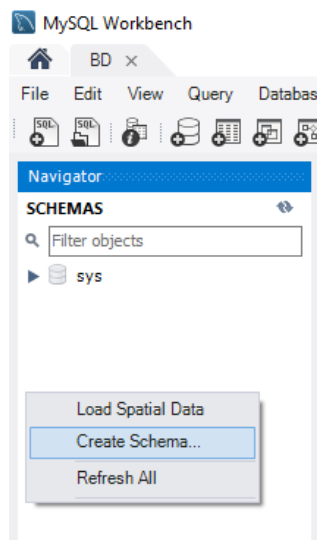 MySQL Workbench
BD ×
File Edit View Query Databas
SQL SQL
Navigator
SCHEMAS
Filter objects
sys
Load Spatial Data
Create Schema...
Refresh All